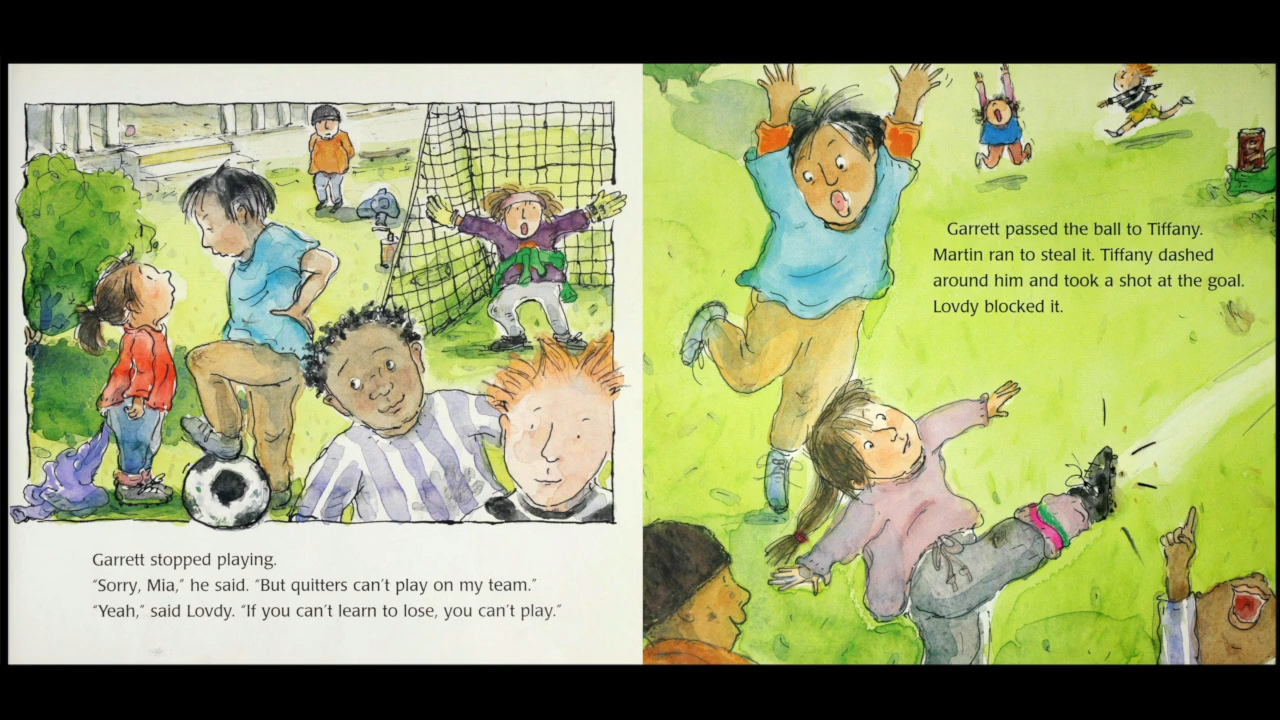 Garrett stopped playing.
“Sorry, Mia,” he said. “But quitters can’t play on my team.”
“Yeah,” said Lovdy. “If you can’t learn to lose, you can’t play.”
Garrett passed the ball to Tiffany.
Martin ran to steal it. Tiffany dashed
around him and took a shot at the goal.
Lovdy blocked it.